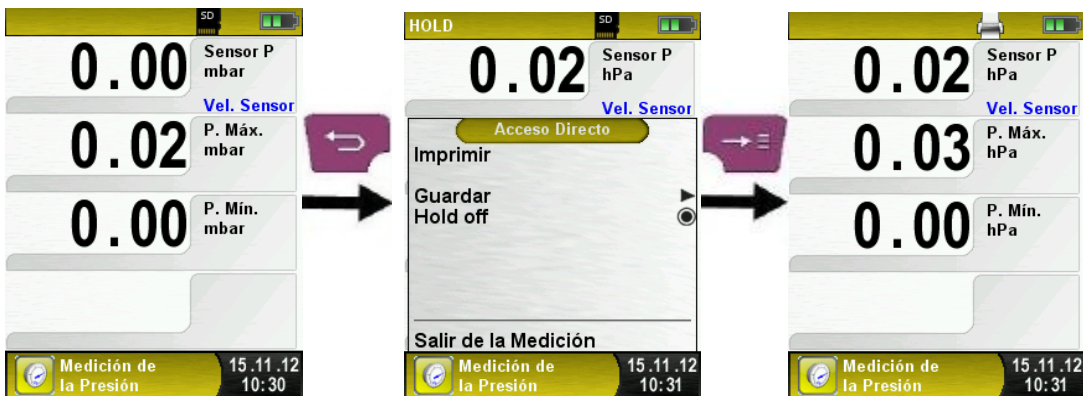 SD
0.00 Sensor P
mbar
Vel. Sensor
0.02 P. Máx.
mbar
0.00 P. Mín.
mbar
Medición de
la Presión
15.11.12
10:30
HOLD
SD
0.02 Sensor P
hPa
Vel. Sensor
Acceso Directo
Imprimir
Guardar
Hold off
Salir de la Medición
Medición de
la Presión
15.11.12
10:31
0.02 Sensor P
hPa
Vel. Sensor
0.03 P. Máx.
hPa
0.00 P. Mín.
hPa
Medición de
la Presión
15.11.12
10:31